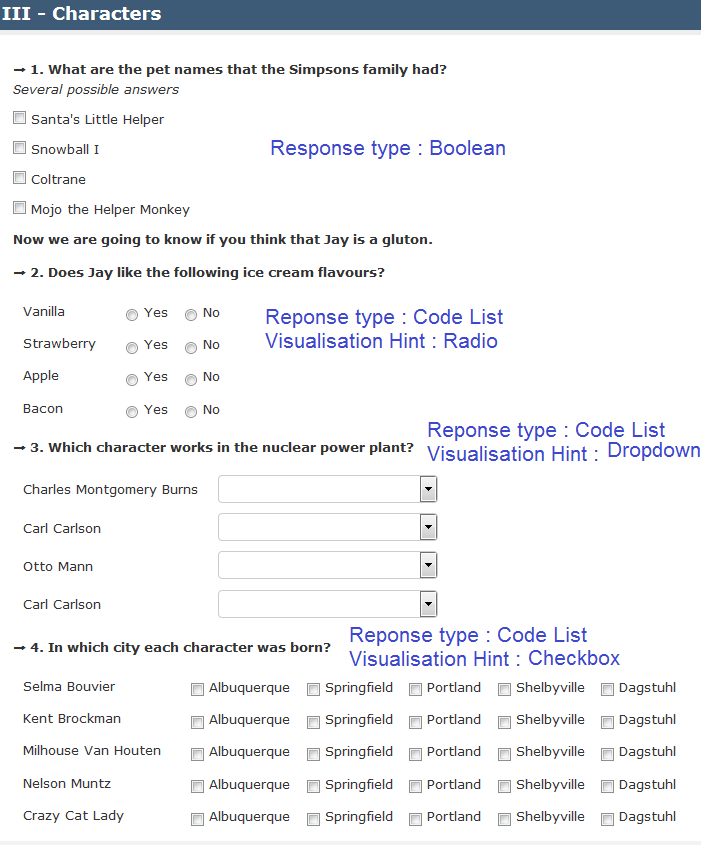 III - Characters
→ 1. What are the pet names that the Simpsons family had?
Several possible answers
Santa's Little Helper
Snowball I
Response type : Boolean
Coltrane
Mojo the Helper Monkey
Now we are going to know if you think that Jay is a gluton.
→ 2. Does Jay like the following ice cream flavours?
Vanilla Yes No
Reponse type : Code List
Visualisation Hint : Radio
Strawberry Yes No
Apple Yes No
Bacon Yes No
Reponse type : Code List
Visualisation Hint : Dropdown
→ 3. Which character works in the nuclear power plant?
Charles Montgomery Burns
Carl Carlson
Otto Mann
Carl Carlson
Reponse type : Code List
Visualisation Hint : Checkbox
→ 4. In which city each character was born?
Selma Bouvier Albuquerque Springfield Portland Shelbyville Dagstuhl
Kent Brockman Albuquerque Springfield Portland Shelbyville Dagstuhl
Milhouse Van Houten Albuquerque Springfield Portland Shelbyville Dagstuhl
Nelson Muntz Albuquerque Springfield Portland Shelbyville Dagstuhl
Crazy Cat Lady Albuquerque Springfield Portland Shelbyville Dagstuhl